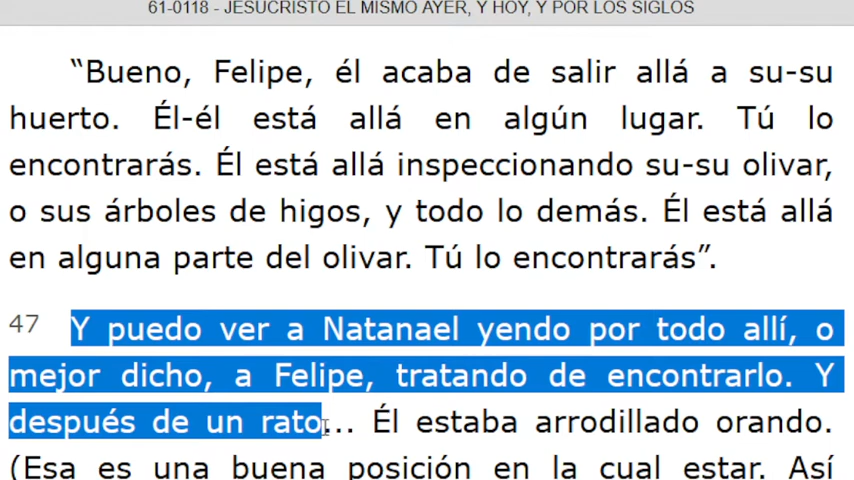 61-0118 - JESUCRISTO EL MISMO AYER, Y HOY, Y POR LOS SIGLOS
“Bueno, Felipe, él acaba de salir allá a su-su
huerto. Él-él está allá en algún lugar. Tú lo
encontrarás. Él está allá inspeccionando su-su olivar,
o sus árboles de higos, y todo lo demás. Él está allá
en alguna parte del olivar. Tú lo encontrarás”.
47 Y puedo ver a Natanael yendo por todo allí, o
mejor dicho, a Felipe, tratando de encontrarlo. Y
después de un rato... Él estaba arrodillado orando.
(Esa es una buena posición en la cual estar. Así